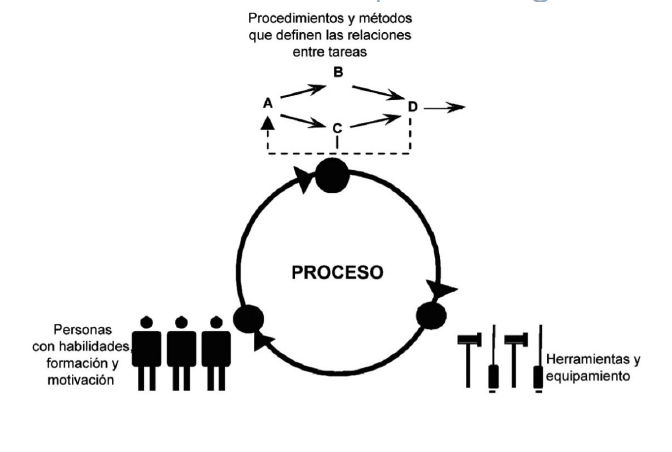 Procedimientos y métodos
que definen las relaciones
entre tareas
B
A
D
C
PROCESO
Personas
con habilidades,
formación y
motivación
Herramientas y
equipamiento